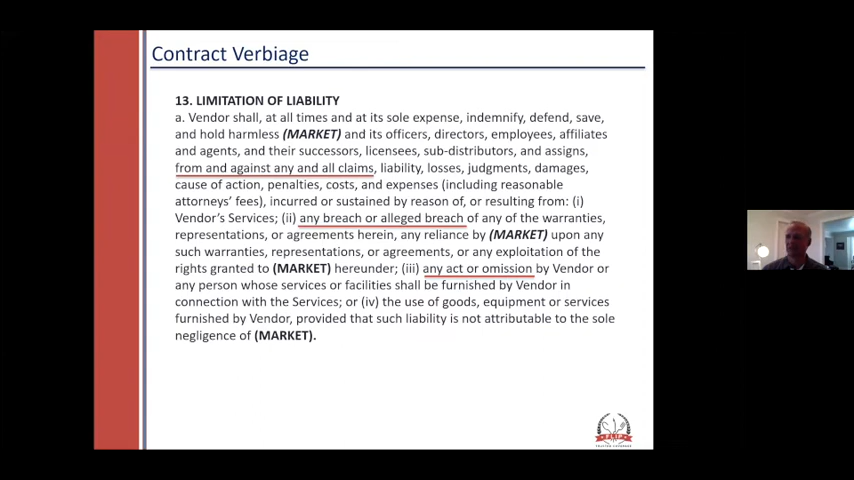 Contract Verbiage
13. LIMITATION OF LIABILITY
a. Vendor shall, at all times and at its sole expense, indemnify, defend, save,
and hold harmless (MARKET) and its officers, directors, employees, affiliates
and agents, and their successors, licensees, sub-distributors, and assigns,
from and against any and all claims, liability, losses, judgments, damages,
cause of action, penalties, costs, and expenses (including reasonable
attorneys' fees), incurred or sustained by reason of, or resulting from: (i)
Vendor's Services; (ii) any breach or alleged breach of any of the warranties,
representations, or agreements herein, any reliance by (MARKET) upon any
such warranties, representations, or agreements, or any exploitation of the
rights granted to (MARKET) hereunder; (iii) any act or omission by Vendor or
any person whose services or facilities shall be furnished by Vendor in
connection with the Services; or (iv) the use of goods, equipment or services
furnished by Vendor, provided that such liability is not attributable to the sole
negligence of (MARKET).
FLIP